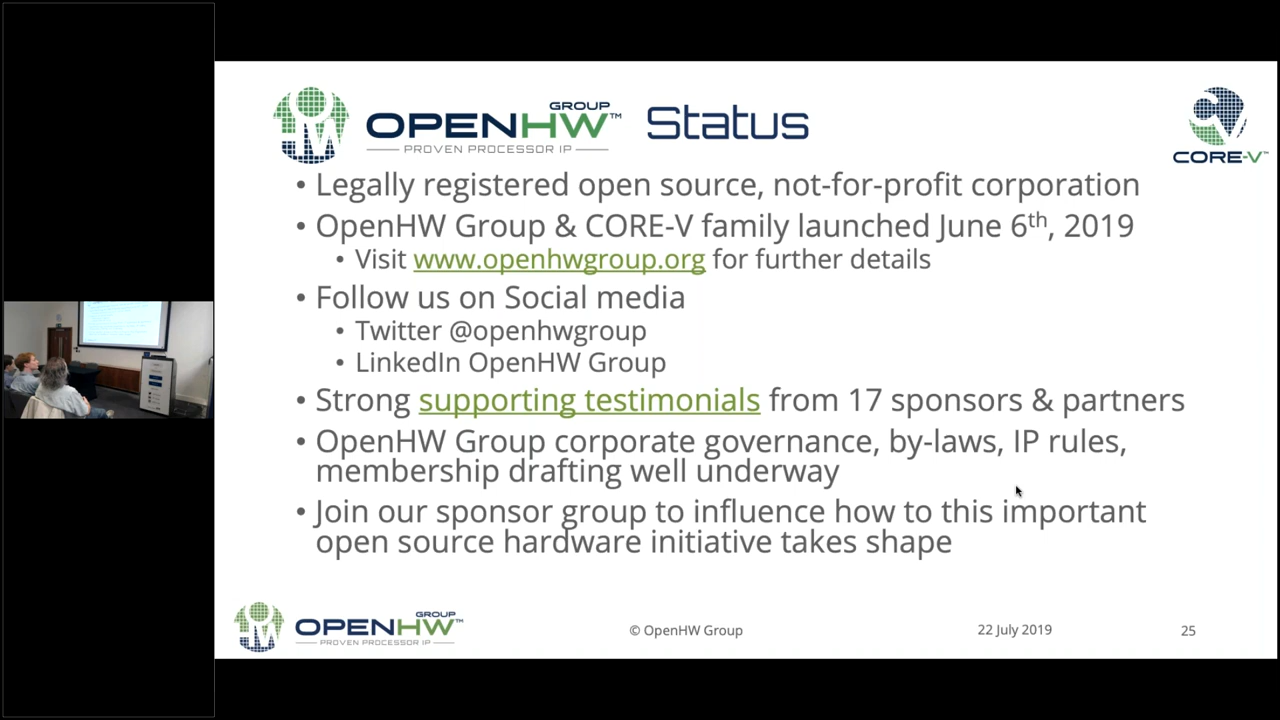 GROUP
OPENHW™ Status
PROVEN PROCESSOR IP
CORE-V™
• Legally registered open source, not-for-profit corporation
• OpenHW Group & CORE-V family launched June 6th, 2019
• Visit www.openhwgroup.org for further details
• Follow us on Social media
• Twitter @openhwgroup
• LinkedIn OpenHW Group
• Strong supporting testimonials from 17 sponsors & partners
• OpenHW Group corporate governance, by-laws, IP rules,
membership drafting well underway
• Join our sponsor group to influence how to this important
open source hardware initiative takes shape
GROUP
OPENHW™
PROVEN PROCESSOR IP
© OpenHW Group
22 July 2019
25